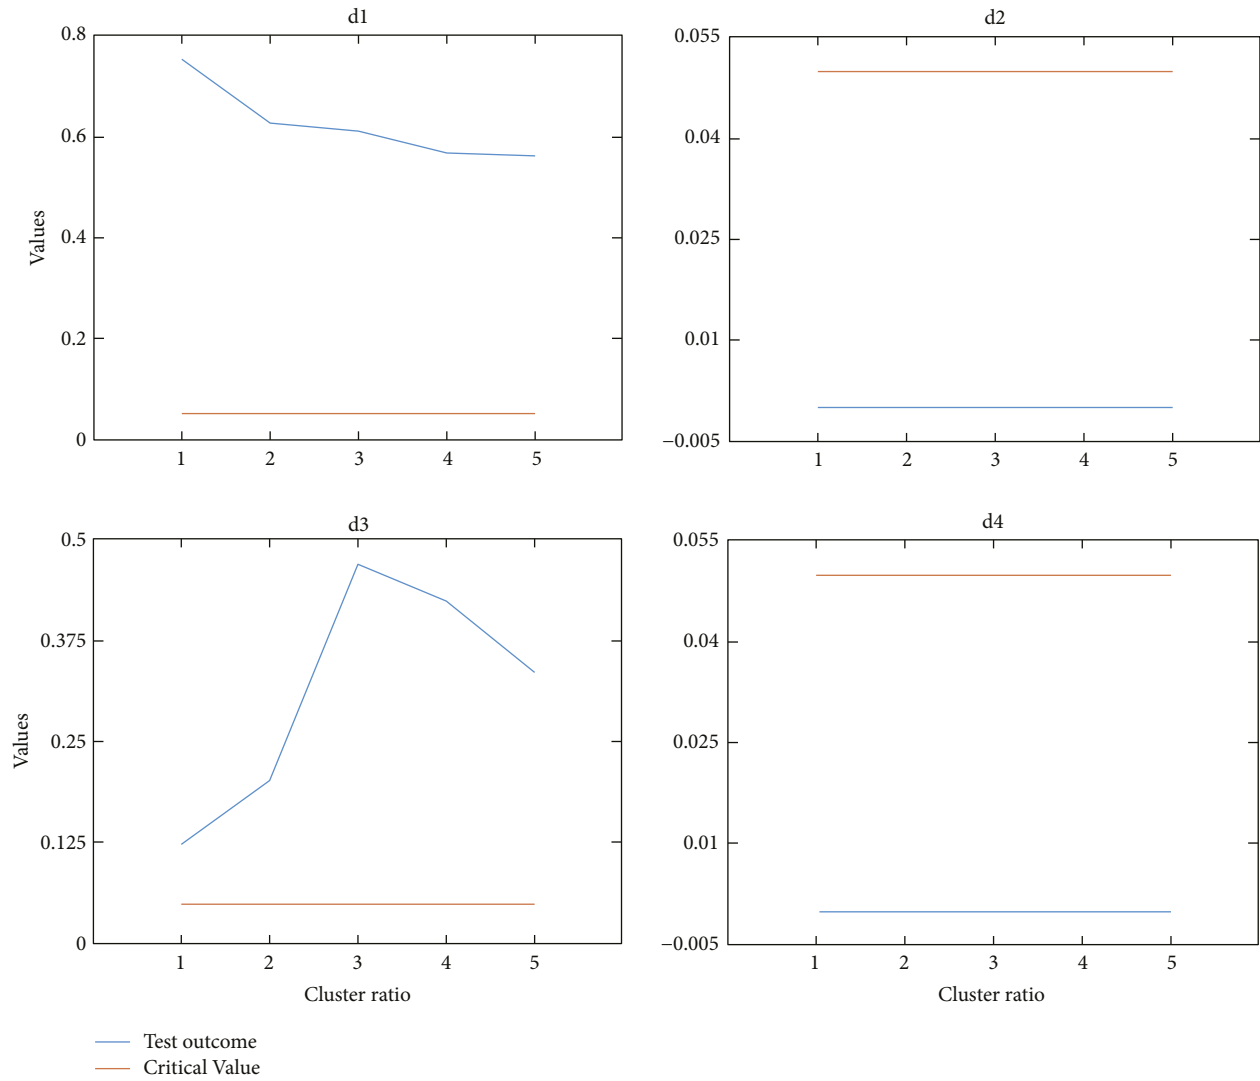 d1
0.8
0.6
0.4
0.2
0
Values
1 2 3 4 5
d2
0.055
0.04
0.025
0.01
−0.005
1 2 3 4 5
d3
0.5
0.375
0.25
0.125
0
Values
1 2 3 4 5
Cluster ratio
d4
0.055
0.04
0.025
0.01
−0.005
1 2 3 4 5
Cluster ratio
Test outcome
Critical Value